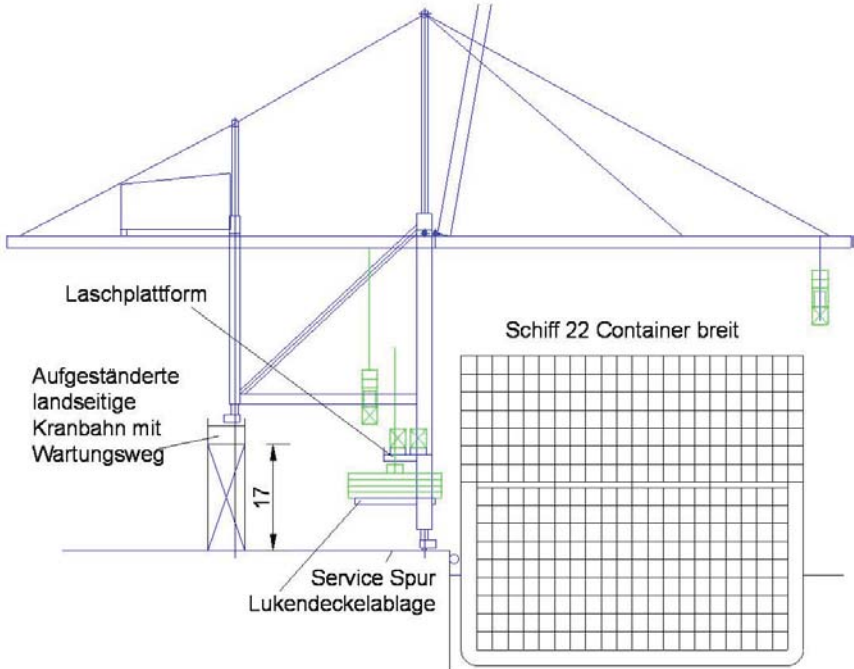 Laschplattform
Schiff 22 Container breit
Aufgeständerte
landseitige
Kranbahn mit
Wartungsweg
17
Service Spur
Lukendeckelablage